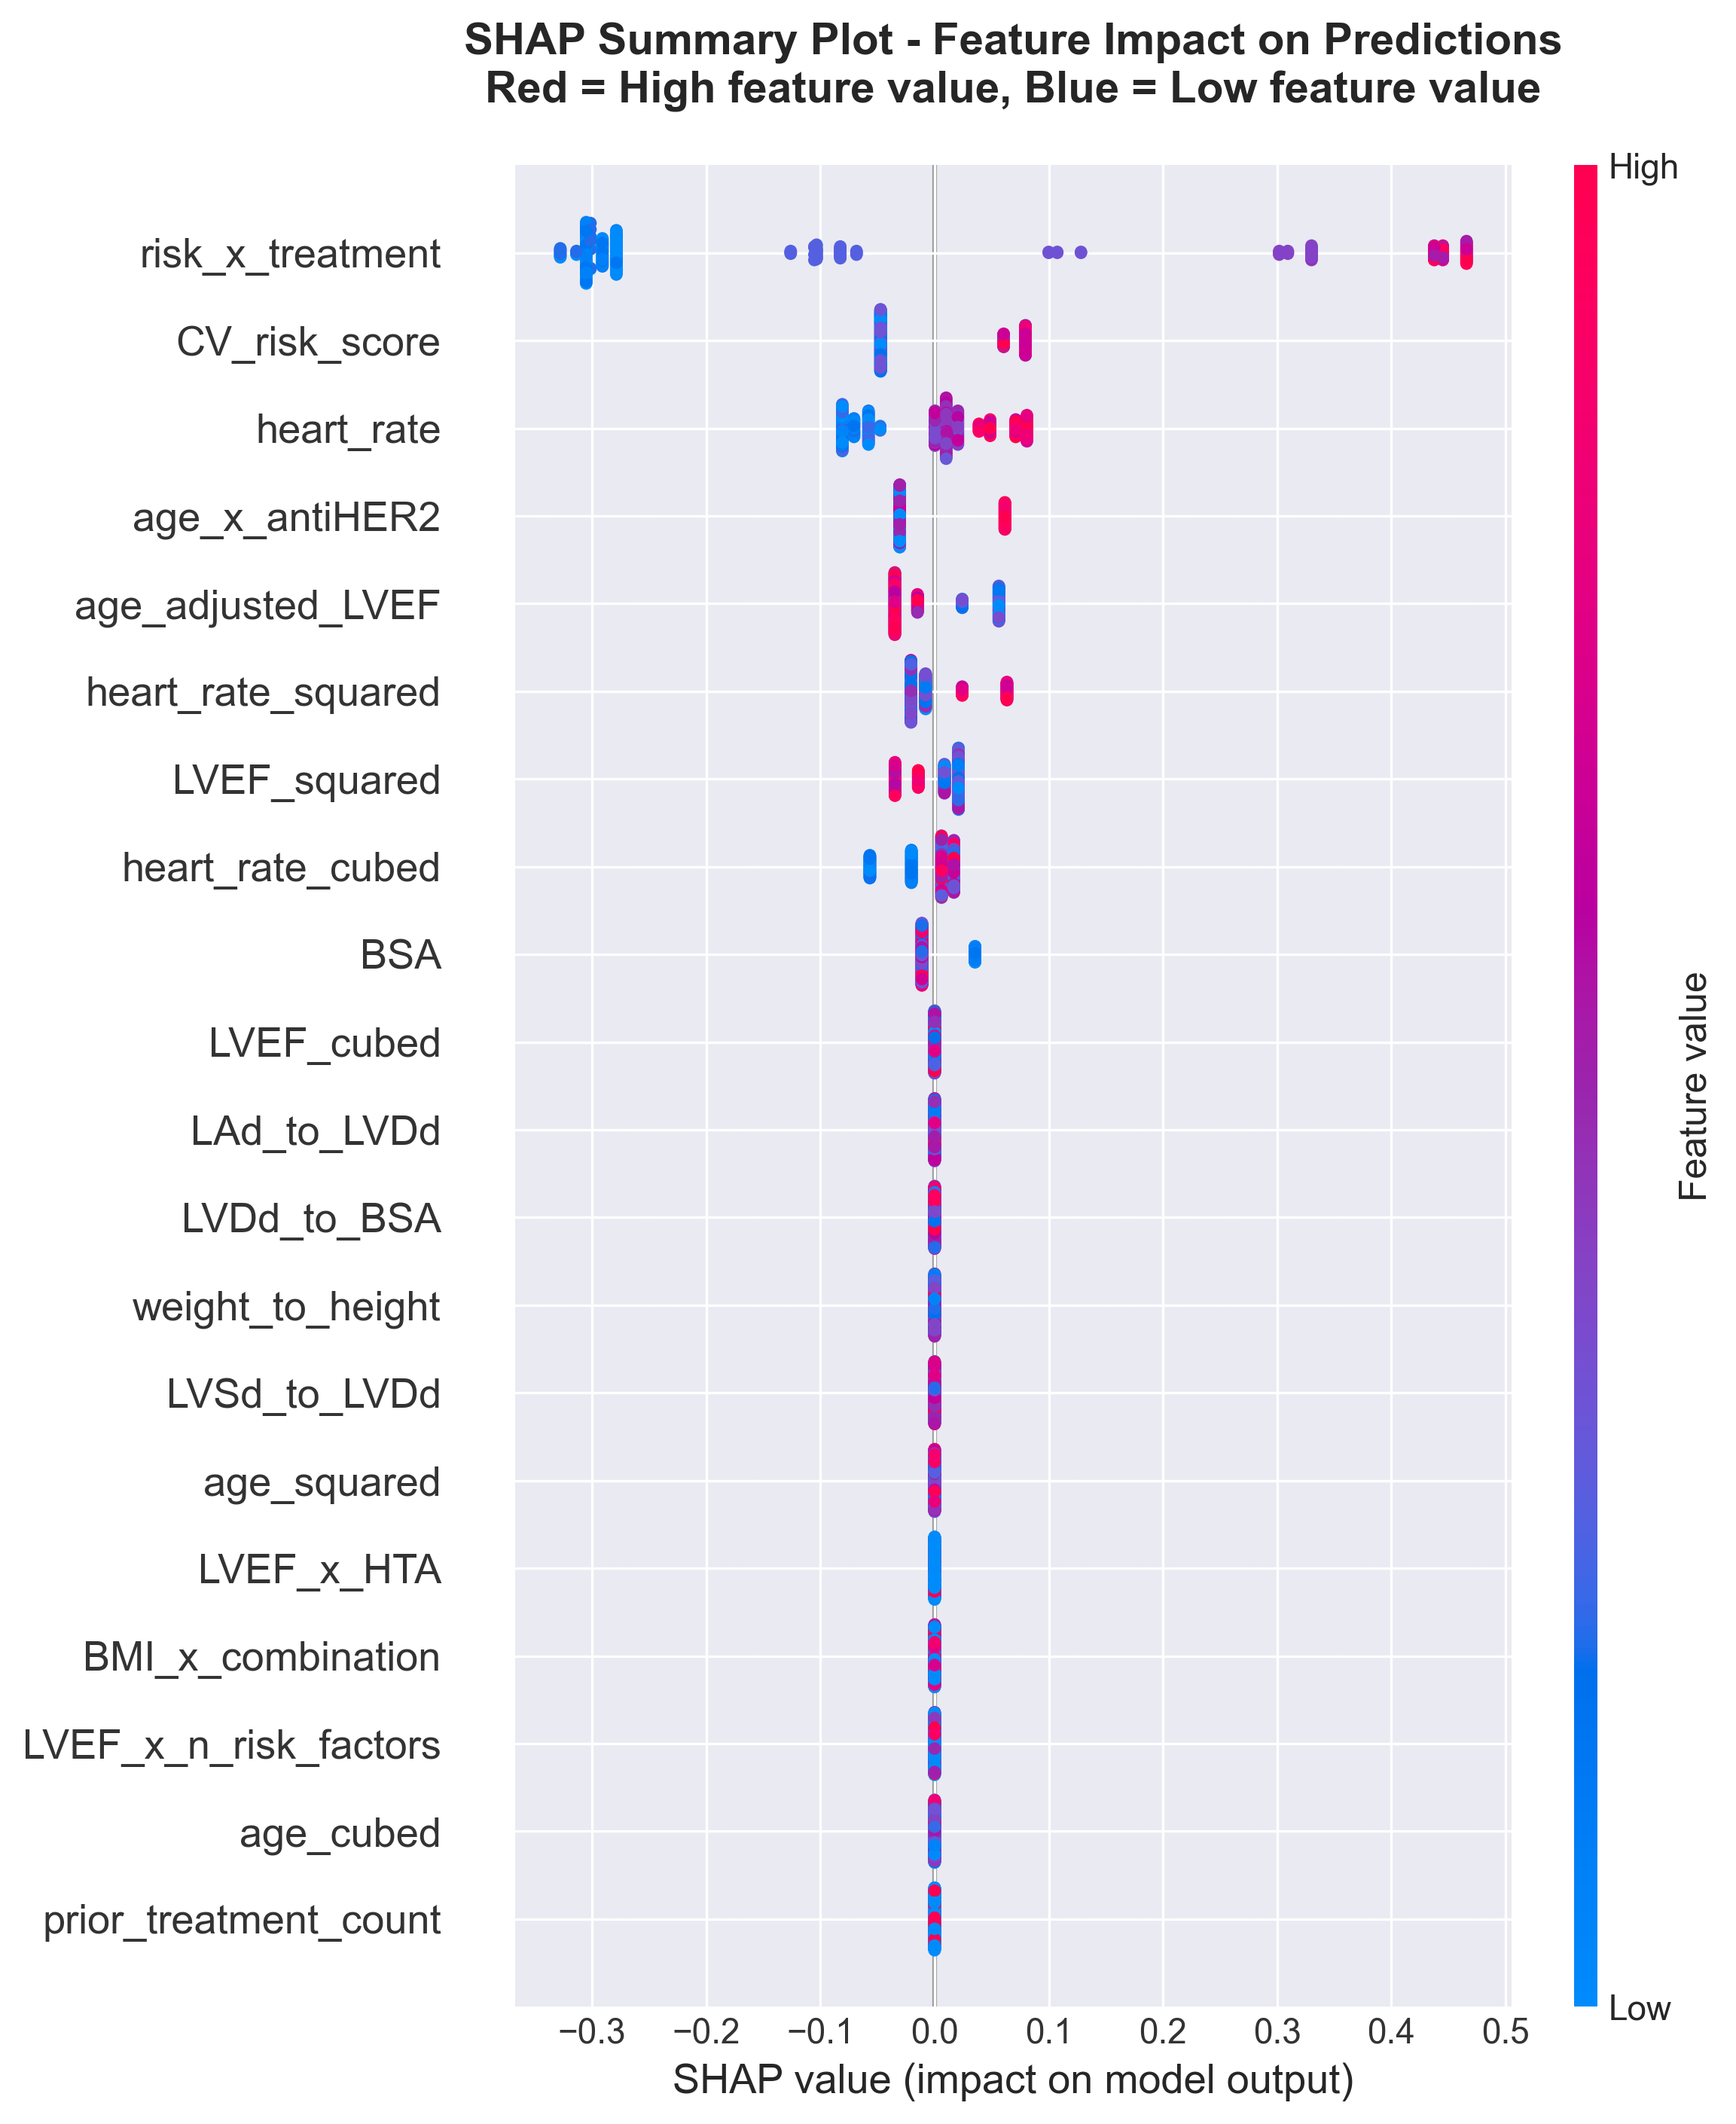 SHAP Summary Plot - Feature Impact on Predictions
Red = High feature value, Blue = Low feature value
High
risk_x_treatment
CV_risk_score
heart_rate
age_x_antiHER2
age_adjusted_LVEF
heart_rate_squared
LVEF_squared
heart_rate_cubed
BSA
LVEF_cubed
LAd_to_LVDd
LVDd_to_BSA
weight_to_height
LVSd_to_LVDd
age_squared
LVEF_x_HTA
BMI_x_combination
LVEF_x_n_risk_factors
age_cubed
prior_treatment_count
Feature value
Low
−0.3 −0.2 −0.1 0.0 0.1 0.2 0.3 0.4 0.5
SHAP value (impact on model output)